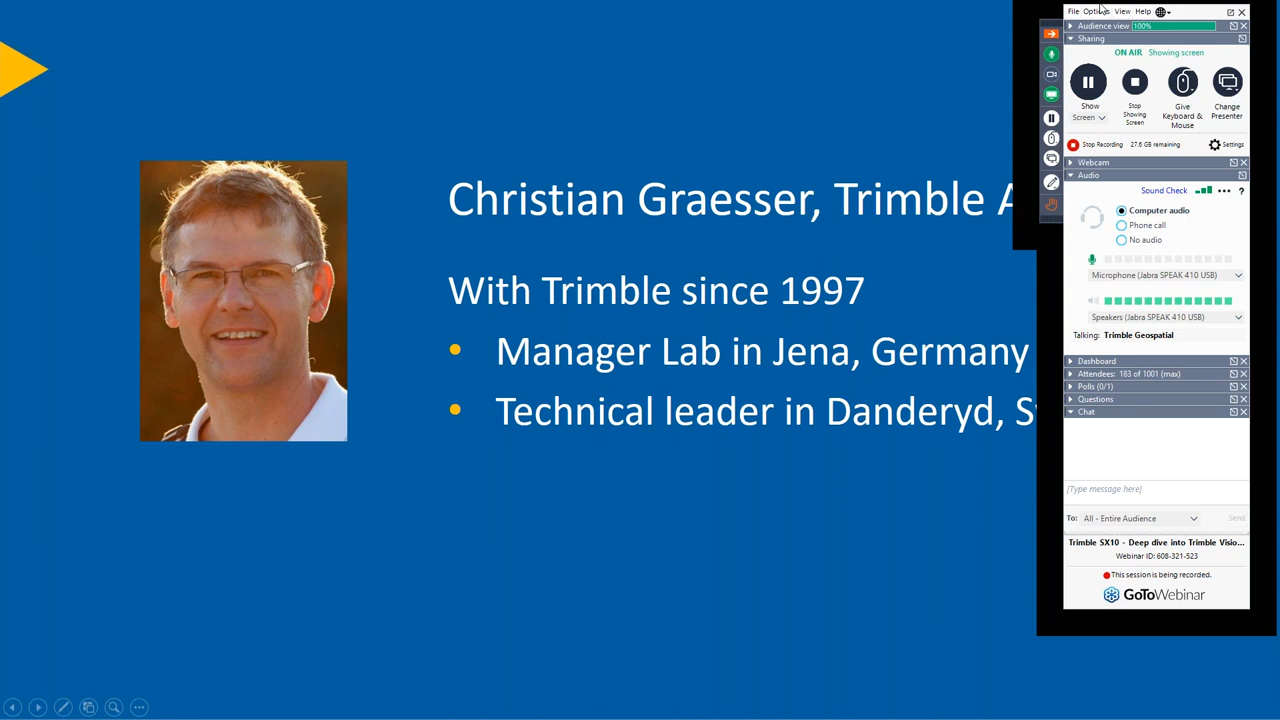 Christian Graesser, Trimble
With Trimble since 1997
• Manager Lab in Jena, Germany
• Technical leader in Danderyd,
File Options View Help
Audience view 100%
Sharing
ON AIR Showing screen
Show
Screen
Stop
Showing
Screen
Give
Keyboard &
Mouse
Change
Presenter
Stop Recording 27.6 GB remaining Settings
Webcam
Audio
Sound Check ?
Computer audio
Phone call
No audio
Microphone (Jabra SPEAK 410 USB)
Speakers (Jabra SPEAK 410 USB)
Talking: Trimble Geospatial
Dashboard
Attendees: 183 of 1001 (max)
Polls (0/1)
Questions
Chat
[Type message here]
To: All - Entire Audience Send
Trimble SX10 - Deep dive into Trimble Visio...
Webinar ID: 608-321-523
This session is being recorded.
GoToWebinar